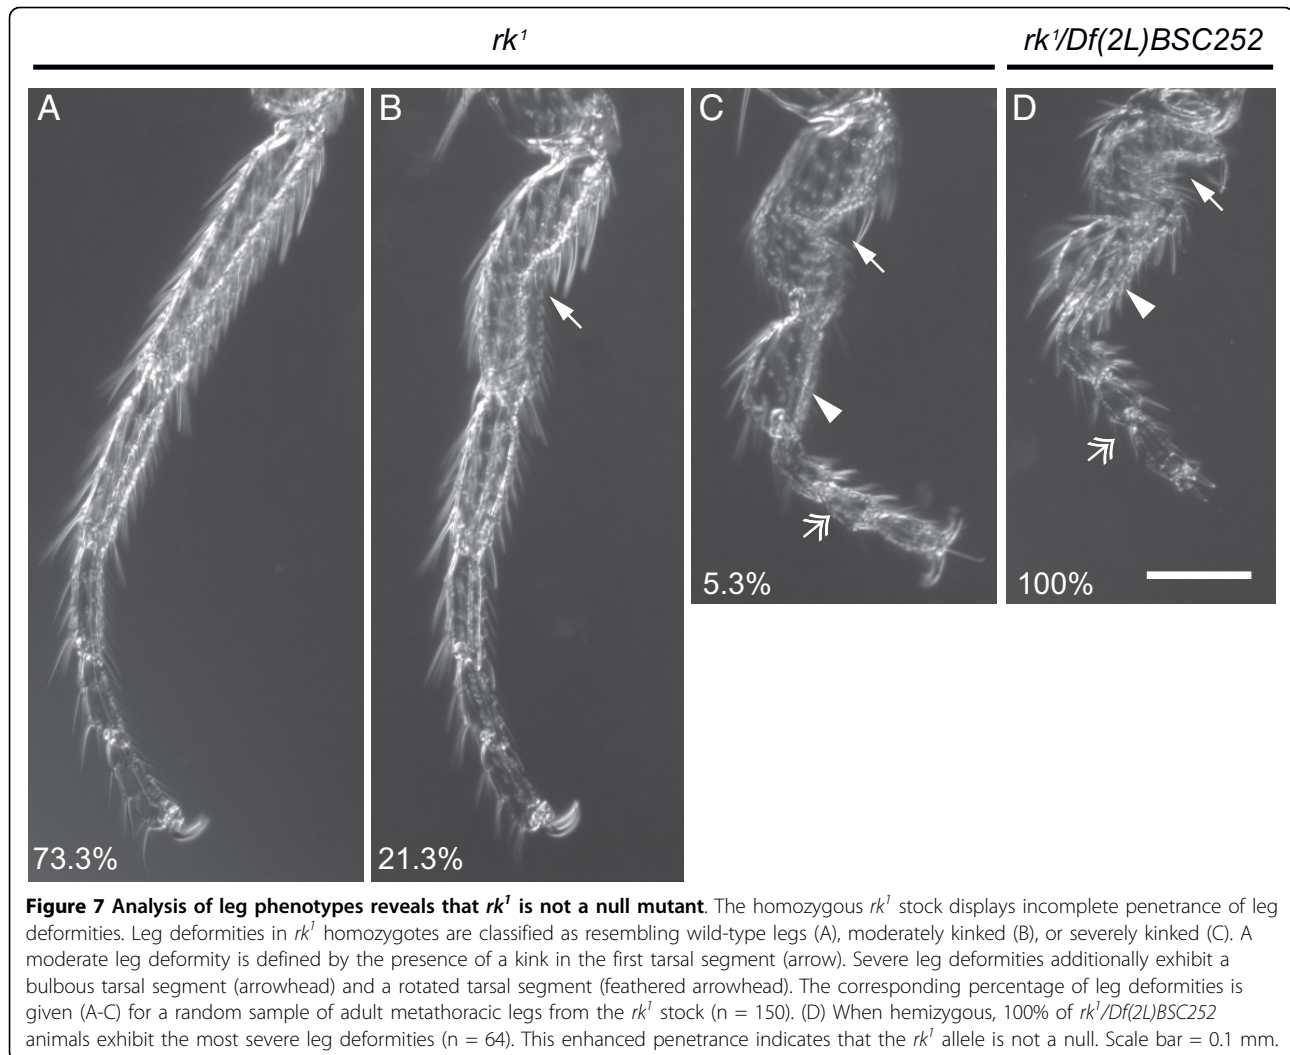 rk¹
rk¹/Df(2L)BSC252
A
B
C
D
73.3%
21.3%
5.3%
100%
Figure 7 Analysis of leg phenotypes reveals that rk¹ is not a null mutant. The homozygous rk¹ stock displays incomplete penetrance of leg
deformities. Leg deformities in rk¹ homozygotes are classified as resembling wild-type legs (A), moderately kinked (B), or severely kinked (C). A
moderate leg deformity is defined by the presence of a kink in the first tarsal segment (arrow). Severe leg deformities additionally exhibit a
bulbous tarsal segment (arrowhead) and a rotated tarsal segment (feathered arrowhead). The corresponding percentage of leg deformities is
given (A-C) for a random sample of adult metathoracic legs from the rk¹ stock (n = 150). (D) When hemizygous, 100% of rk¹/Df(2L)BSC252
animals exhibit the most severe leg deformities (n = 64). This enhanced penetrance indicates that the rk¹ allele is not a null. Scale bar = 0.1 mm.